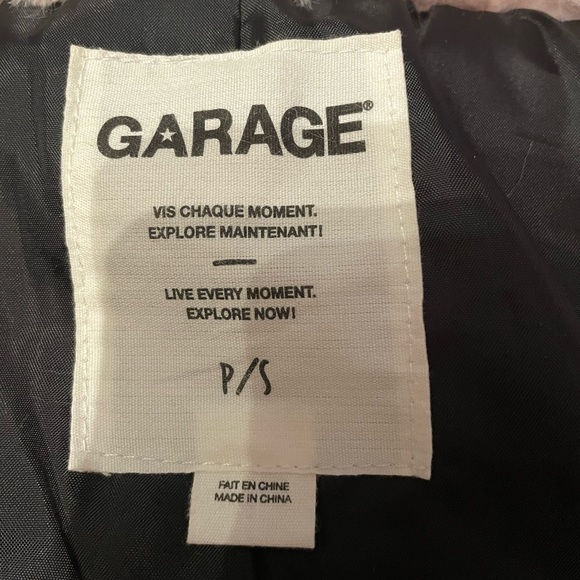 GARAGE®
VIS CHAQUE MOMENT.
EXPLORE MAINTENANT!
LIVE EVERY MOMENT.
EXPLORE NOW!
P/S
FAIT EN CHINE
MADE IN CHINA